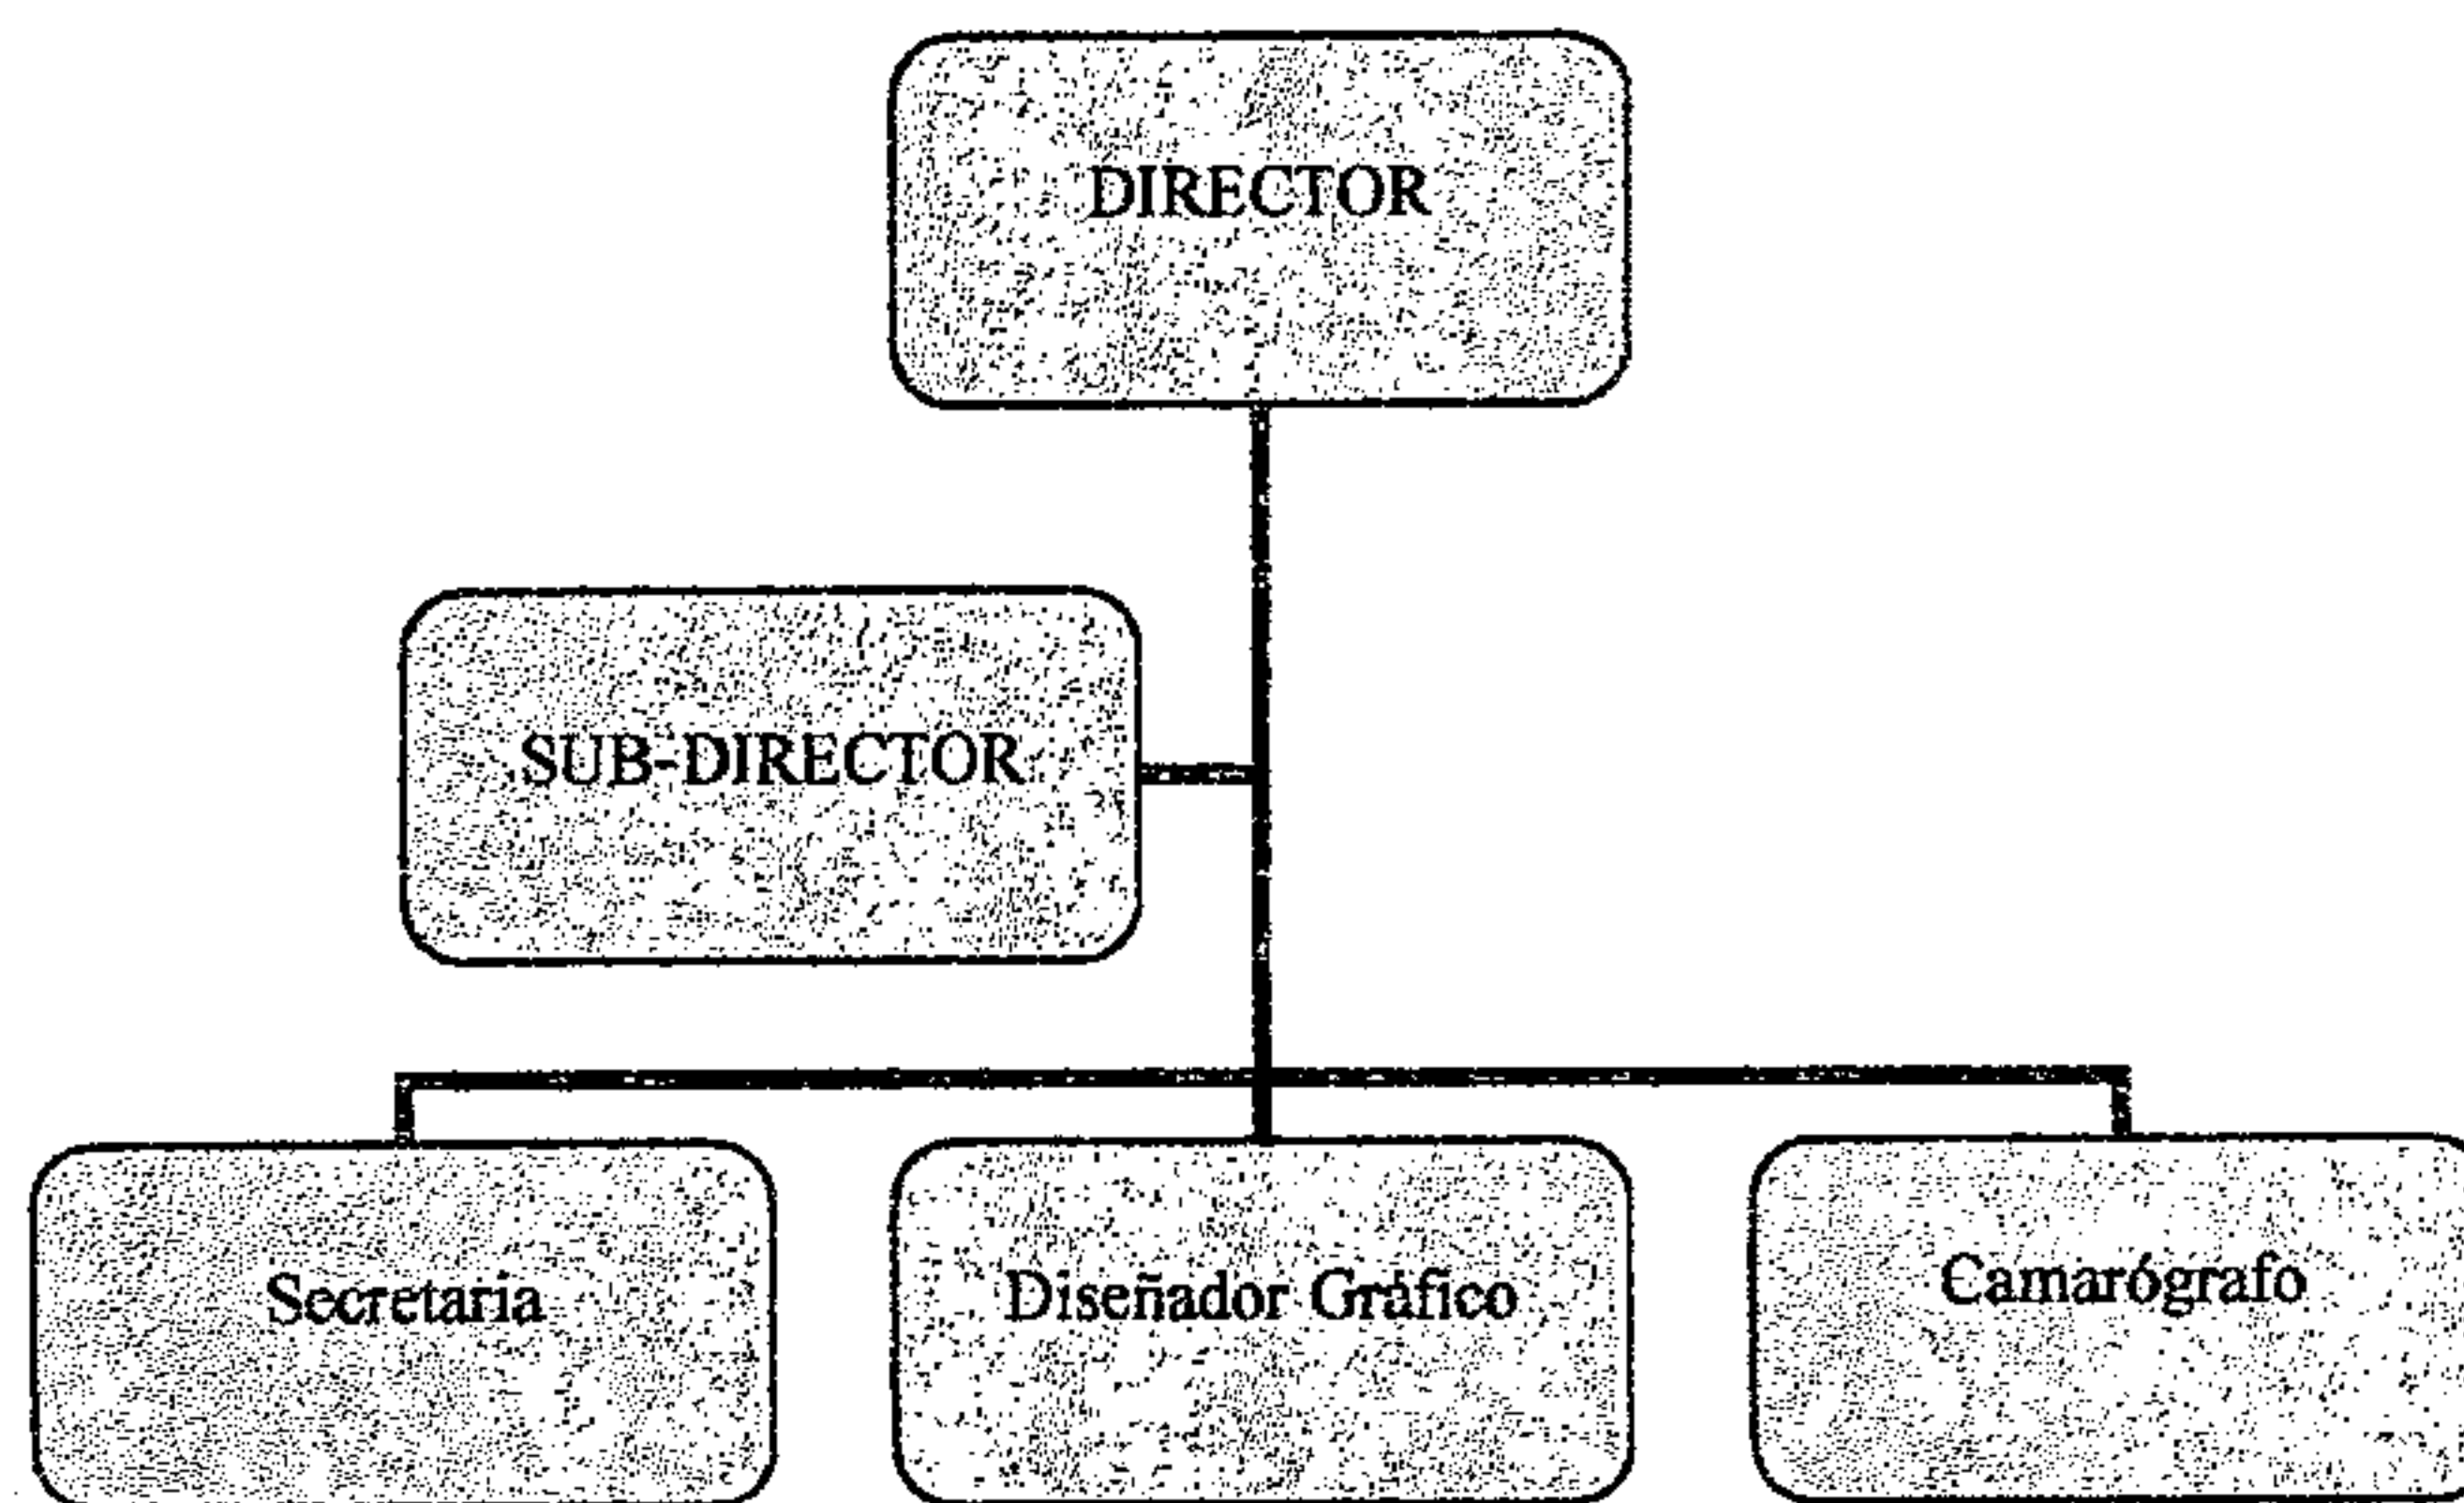 DIRECTOR
SUB-DIRECTOR
Secretaria
Diseñador Gráfico
Camarógrafo